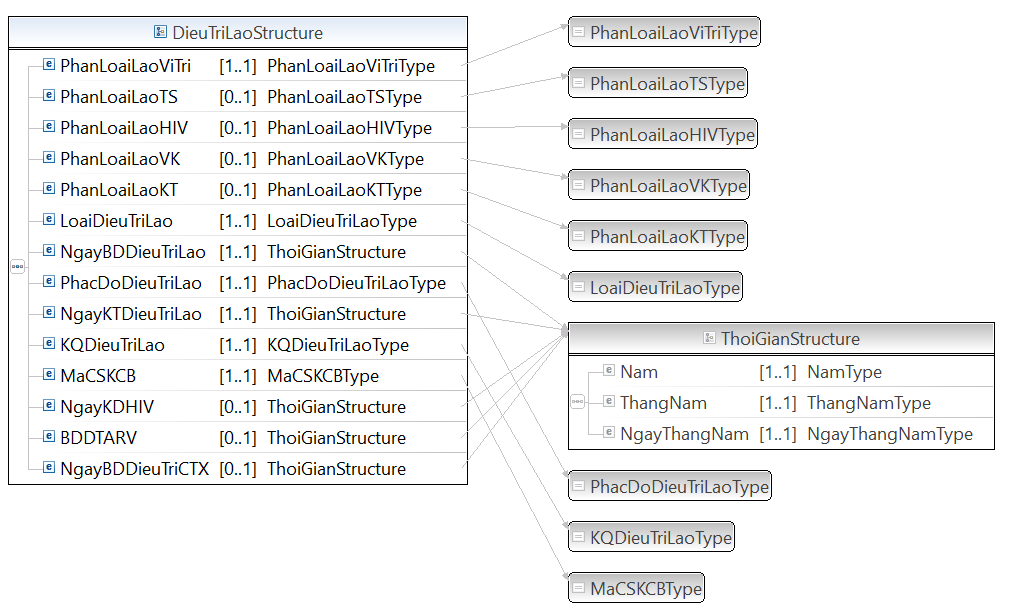 DieuTriLaoStructure
PhanLoaiLaoViTri [1..1] PhanLoaiLaoViTriType
PhanLoaiLaoTS [0..1] PhanLoaiLaoTSType
PhanLoaiLaoHIV [0..1] PhanLoaiLaoHIVType
PhanLoaiLaoVK [0..1] PhanLoaiLaoVKType
PhanLoaiLaoKT [0..1] PhanLoaiLaoKTType
LoaiDieuTriLao [1..1] LoaiDieuTriLaoType
NgayBDDieuTriLao [1..1] ThoiGianStructure
PhacDoDieuTriLao [1..1] PhacDoDieuTriLaoType
NgayKTDieuTriLao [1..1] ThoiGianStructure
KQDieuTriLao [1..1] KQDieuTriLaoType
MaCSKCB [1..1] MaCSKCBType
NgayKDHIV [0..1] ThoiGianStructure
BDDTARV [0..1] ThoiGianStructure
NgayBDDieuTriCTX [0..1] ThoiGianStructure
PhanLoaiLaoViTriType
PhanLoaiLaoTSType
PhanLoaiLaoHIVType
PhanLoaiLaoVKType
PhanLoaiLaoKTType
LoaiDieuTriLaoType
ThoiGianStructure
Nam [1..1] NamType
ThangNam [1..1] ThangNamType
NgayThangNam [1..1] NgayThangNamType
PhacDoDieuTriLaoType
KQDieuTriLaoType
MaCSKCBType